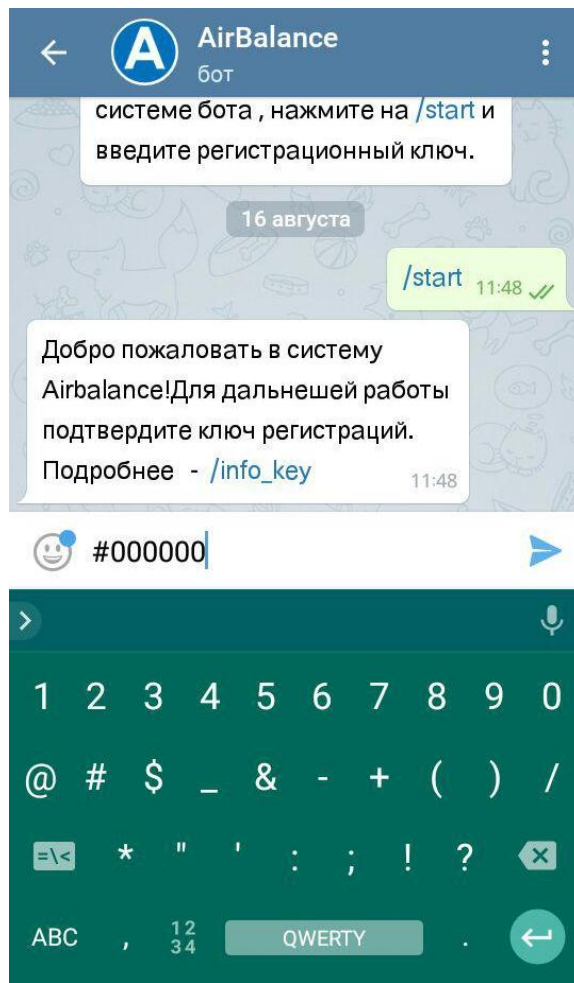 AirBalance
бот
системе бота , нажмите на /start и
введите регистрационный ключ.
16 августа
/start 11:48
Добро пожаловать в систему
Airbalance!Для дальнешей работы
подтвердите ключ регистраций.
Подробнее - /info_key
11:48
#000000
1 2 3 4 5 6 7 8 9 0
@ # $ _ & - + ( ) /
=\< * " ' : ; ! ?
ABC , 12 34 QWERTY .